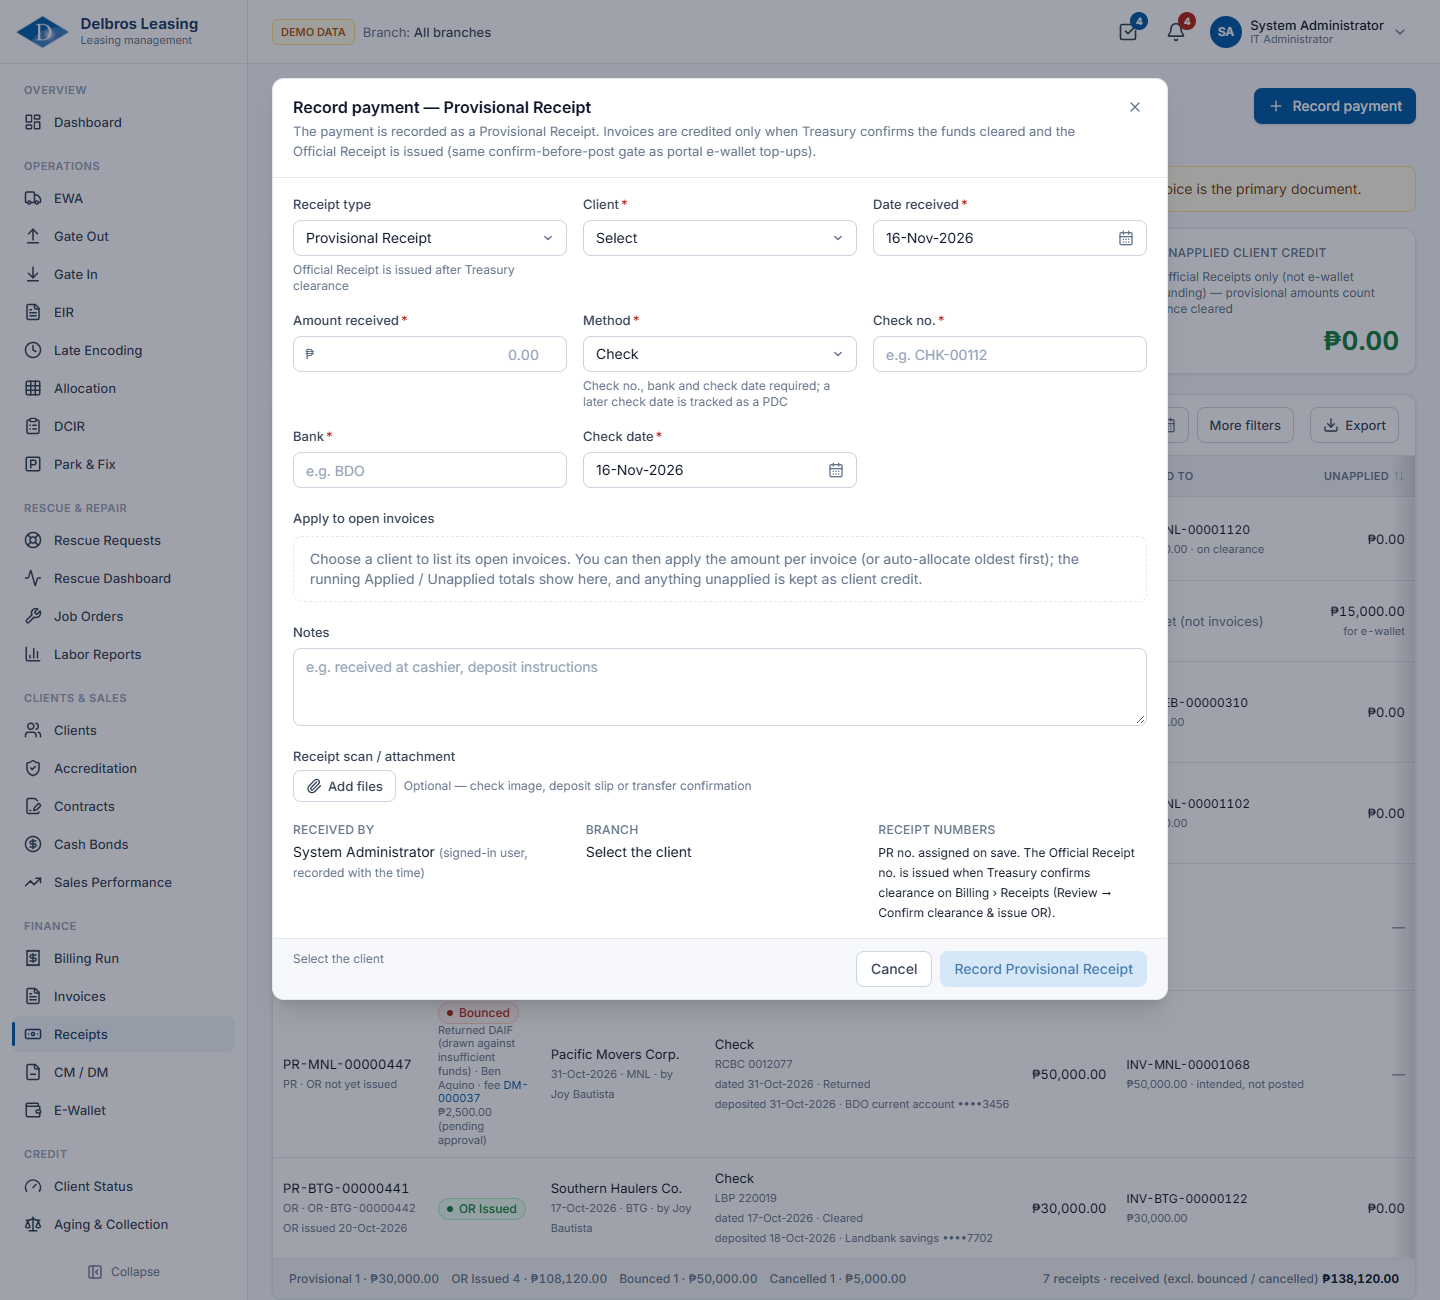 Delbros Leasing
Leasing management
DEMO DATA
Branch: All branches
4
4
SA
System Administrator
IT Administrator
OVERVIEW
Dashboard
OPERATIONS
EWA
Gate Out
Gate In
EIR
Late Encoding
Allocation
DCIR
Park & Fix
RESCUE & REPAIR
Rescue Requests
Rescue Dashboard
Job Orders
Labor Reports
CLIENTS & SALES
Clients
Accreditation
Contracts
Cash Bonds
Sales Performance
FINANCE
Billing Run
Invoices
Receipts
CM / DM
E-Wallet
CREDIT
Client Status
Aging & Collection
Collapse
Record payment
oice is the primary document.
NAPPLIED CLIENT CREDIT
fficial Receipts only (not e-wallet
unding) — provisional amounts count
nce cleared
₱0.00
More filters
Export
D TO
UNAPPLIED
NL-00001120
0.00 · on clearance
₱0.00
et (not invoices)
₱15,000.00
for e-wallet
EB-00000310
.00
₱0.00
NL-00001102
0.00
₱0.00
—
Record payment — Provisional Receipt
The payment is recorded as a Provisional Receipt. Invoices are credited only when Treasury confirms the funds cleared and the
Official Receipt is issued (same confirm-before-post gate as portal e-wallet top-ups).
Receipt type
Client *
Date received *
Provisional Receipt
Select
16-Nov-2026
Official Receipt is issued after Treasury
clearance
Amount received *
Method *
Check no. *
₱ 0.00
Check
e.g. CHK-00112
Check no., bank and check date required; a
later check date is tracked as a PDC
Bank *
Check date *
e.g. BDO
16-Nov-2026
Apply to open invoices
Choose a client to list its open invoices. You can then apply the amount per invoice (or auto-allocate oldest first); the
running Applied / Unapplied totals show here, and anything unapplied is kept as client credit.
Notes
e.g. received at cashier, deposit instructions
Receipt scan / attachment
Add files
Optional — check image, deposit slip or transfer confirmation
RECEIVED BY
System Administrator (signed-in user,
recorded with the time)
BRANCH
Select the client
RECEIPT NUMBERS
PR no. assigned on save. The Official Receipt
no. is issued when Treasury confirms
clearance on Billing › Receipts (Review →
Confirm clearance & issue OR).
Select the client
Cancel
Record Provisional Receipt
PR-MNL-00000447
PR · OR not yet issued
Bounced
Returned DAIF
(drawn against
insufficient
funds) · Ben
Aquino · fee DM-
000037
₱2,500.00
(pending
approval)
Pacific Movers Corp.
31-Oct-2026 · MNL · by
Joy Bautista
Check
RCBC 0012077
dated 31-Oct-2026 · Returned
deposited 31-Oct-2026 · BDO current account ••••3456
₱50,000.00
INV-MNL-00001068
₱50,000.00 · intended, not posted
—
PR-BTG-00000441
OR · OR-BTG-00000442
OR issued 20-Oct-2026
OR Issued
Southern Haulers Co.
17-Oct-2026 · BTG · by Joy
Bautista
Check
LBP 220019
dated 17-Oct-2026 · Cleared
deposited 18-Oct-2026 · Landbank savings ••••7702
₱30,000.00
INV-BTG-00000122
₱30,000.00
₱0.00
Provisional 1 · ₱30,000.00
OR Issued 4 · ₱108,120.00
Bounced 1 · ₱50,000.00
Cancelled 1 · ₱5,000.00
7 receipts · received (excl. bounced / cancelled) ₱138,120.00